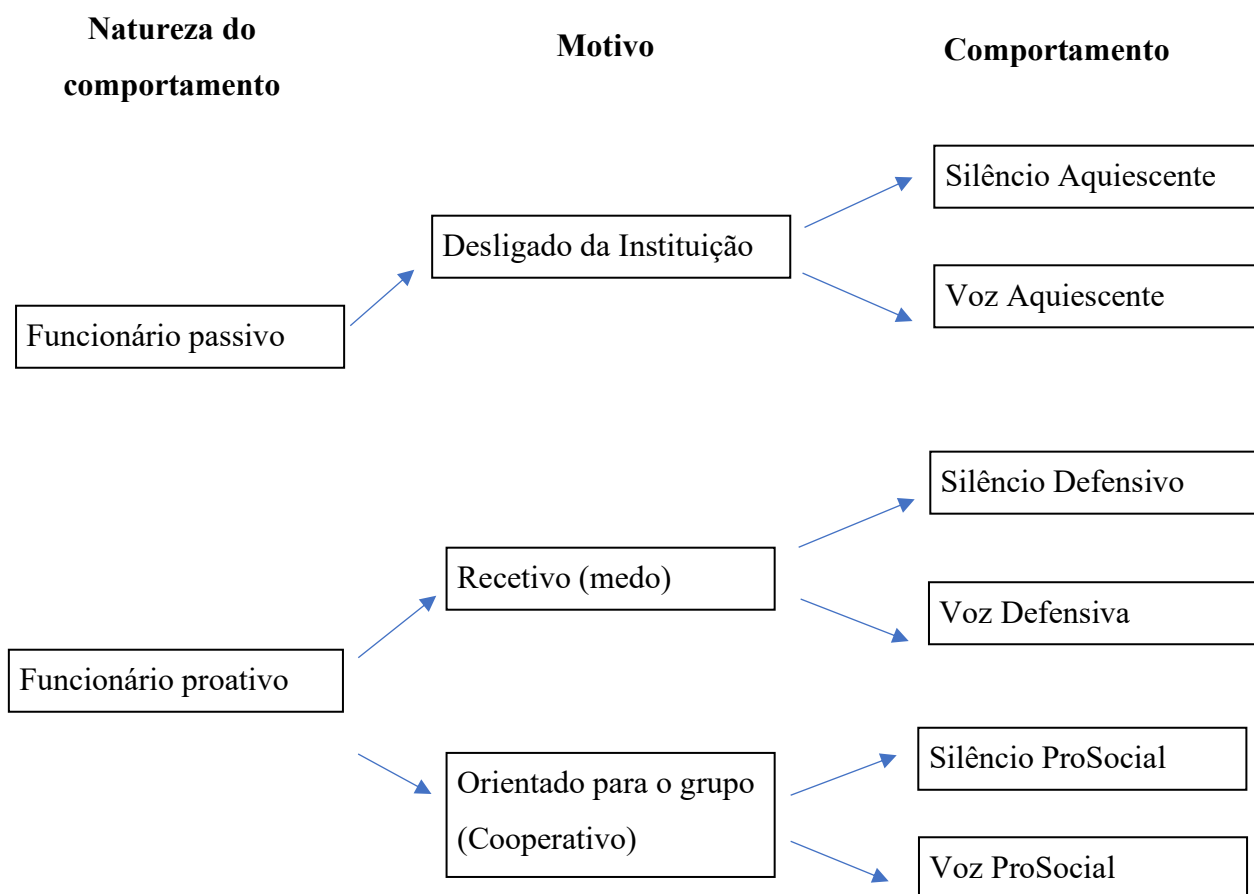 Natureza do
comportamento
Motivo
Comportamento
Silêncio Aquiescente
Desligado da Instituição
Voz Aquiescente
Funcionário passivo
Silêncio Defensivo
Recetivo (medo)
Voz Defensiva
Funcionário proativo
Silêncio ProSocial
Orientado para o grupo
(Cooperativo)
Voz ProSocial